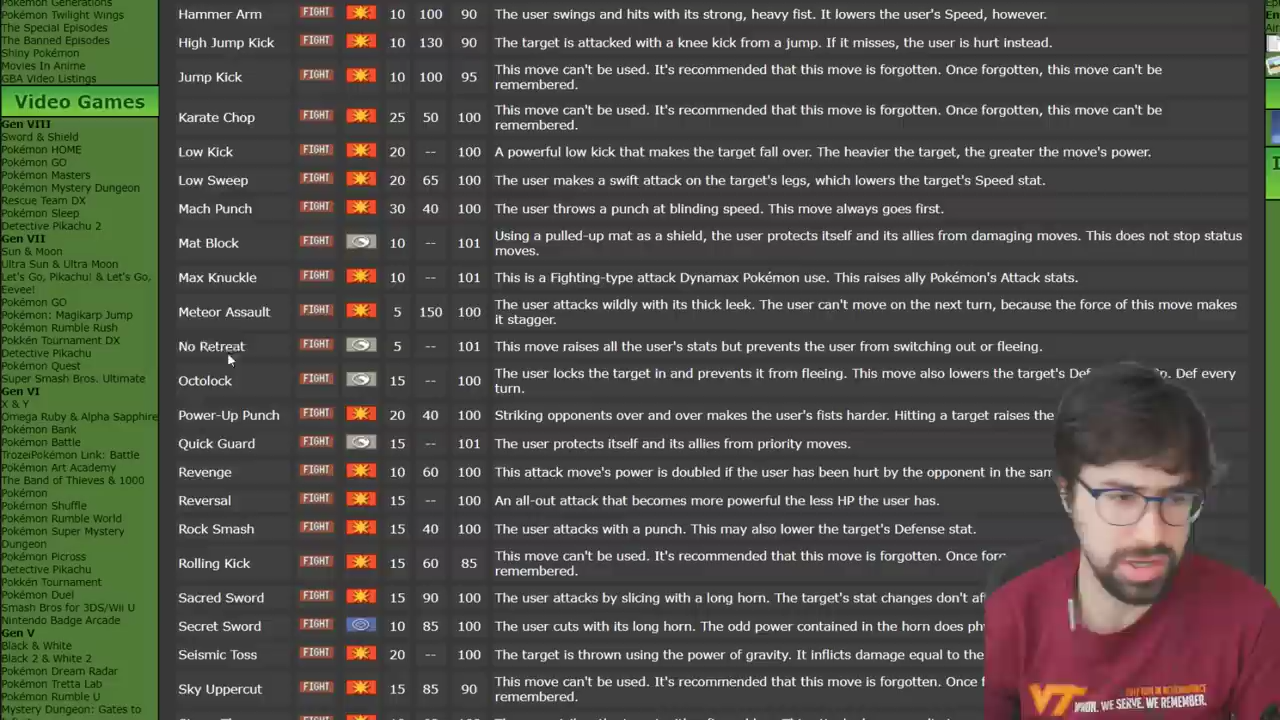 Pokémon Generations
Pokémon Twilight Wings
The Special Episodes
The Banned Episodes
Shiny Pokémon
Movies In Anime
GBA Video Listings
Video Games
Gen VIII
Sword & Shield
Pokémon HOME
Pokémon GO
Pokémon Masters
Pokémon Mystery Dungeon
Rescue Team DX
Pokémon Sleep
Detective Pikachu 2
Gen VII
Sun & Moon
Ultra Sun & Ultra Moon
Let's Go, Pikachu! & Let's Go,
Eevee!
Pokémon GO
Pokémon: Magikarp Jump
Pokémon Rumble Rush
Pokkén Tournament DX
Detective Pikachu
Pokémon Quest
Super Smash Bros. Ultimate
Gen VI
X & Y
Omega Ruby & Alpha Sapphire
Pokémon Bank
Pokémon Battle
TrozeiPokémon Link: Battle
Pokémon Art Academy
The Band of Thieves & 1000
Pokémon
Pokémon Shuffle
Pokémon Rumble World
Pokémon Super Mystery
Dungeon
Pokémon Picross
Detective Pikachu
Pokkén Tournament
Pokémon Duel
Smash Bros for 3DS/Wii U
Nintendo Badge Arcade
Gen V
Black & White
Black 2 & White 2
Pokémon Dream Radar
Pokémon Tretta Lab
Pokémon Rumble U
Mystery Dungeon: Gates to
Hammer Arm FIGHT 10 100 90 The user swings and hits with its strong, heavy fist. It lowers the user's Speed, however.
High Jump Kick FIGHT 10 130 90 The target is attacked with a knee kick from a jump. If it misses, the user is hurt instead.
Jump Kick FIGHT 10 100 95 This move can't be used. It's recommended that this move is forgotten. Once forgotten, this move can't be
remembered.
Karate Chop FIGHT 25 50 100 This move can't be used. It's recommended that this move is forgotten. Once forgotten, this move can't be
remembered.
Low Kick FIGHT 20 -- 100 A powerful low kick that makes the target fall over. The heavier the target, the greater the move's power.
Low Sweep FIGHT 20 65 100 The user makes a swift attack on the target's legs, which lowers the target's Speed stat.
Mach Punch FIGHT 30 40 100 The user throws a punch at blinding speed. This move always goes first.
Mat Block FIGHT 10 -- 101 Using a pulled-up mat as a shield, the user protects itself and its allies from damaging moves. This does not stop status
moves.
Max Knuckle FIGHT 10 -- 101 This is a Fighting-type attack Dynamax Pokémon use. This raises ally Pokémon's Attack stats.
Meteor Assault FIGHT 5 150 100 The user attacks wildly with its thick leek. The user can't move on the next turn, because the force of this move makes
it stagger.
No Retreat FIGHT 5 -- 101 This move raises all the user's stats but prevents the user from switching out or fleeing.
Octolock FIGHT 15 -- 100 The user locks the target in and prevents it from fleeing. This move also lowers the target's Def Def every
turn.
Power-Up Punch FIGHT 20 40 100 Striking opponents over and over makes the user's fists harder. Hitting a target raises the
Quick Guard FIGHT 15 -- 101 The user protects itself and its allies from priority moves.
Revenge FIGHT 10 60 100 This attack move's power is doubled if the user has been hurt by the opponent in the sam
Reversal FIGHT 15 -- 100 An all-out attack that becomes more powerful the less HP the user has.
Rock Smash FIGHT 15 40 100 The user attacks with a punch. This may also lower the target's Defense stat.
Rolling Kick FIGHT 15 60 85 This move can't be used. It's recommended that this move is forgotten. Once forg
remembered.
Sacred Sword FIGHT 15 90 100 The user attacks by slicing with a long horn. The target's stat changes don't af
Secret Sword FIGHT 10 85 100 The user cuts with its long horn. The odd power contained in the horn does ph
Seismic Toss FIGHT 20 -- 100 The target is thrown using the power of gravity. It inflicts damage equal to the
Sky Uppercut FIGHT 15 85 90 This move can't be used. It's recommended that this move is forgotten. Once f
remembered.
VT
WE SERVE. WE REMEMBER.